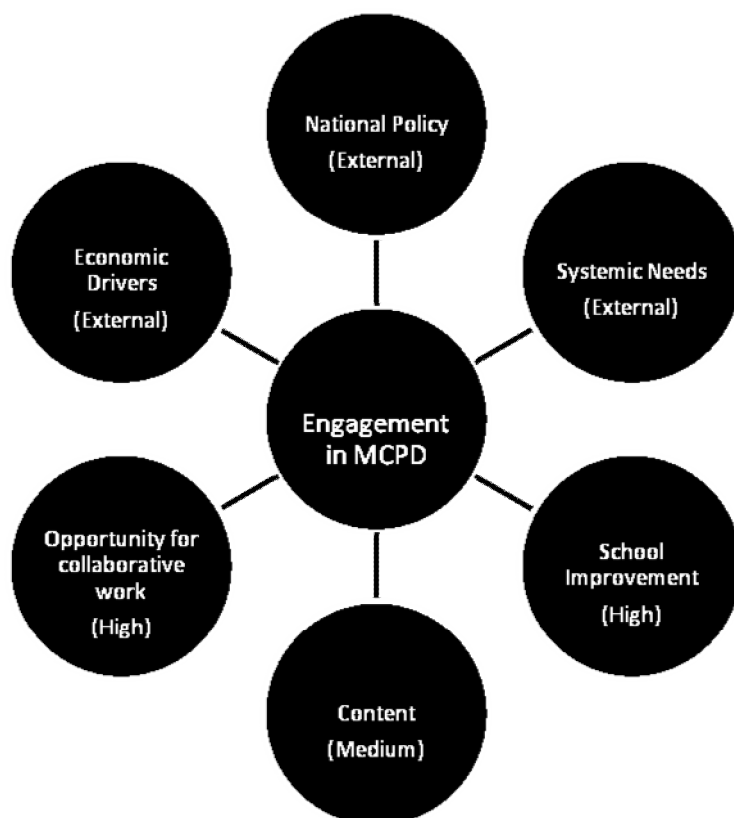 National Policy
(External)
Economic
Drivers
(External)
Systemic Needs
(External)
Engagement
in MCPD
Opportunity for
collaborative
work
(High)
School
Improvement
(High)
Content
(Medium)